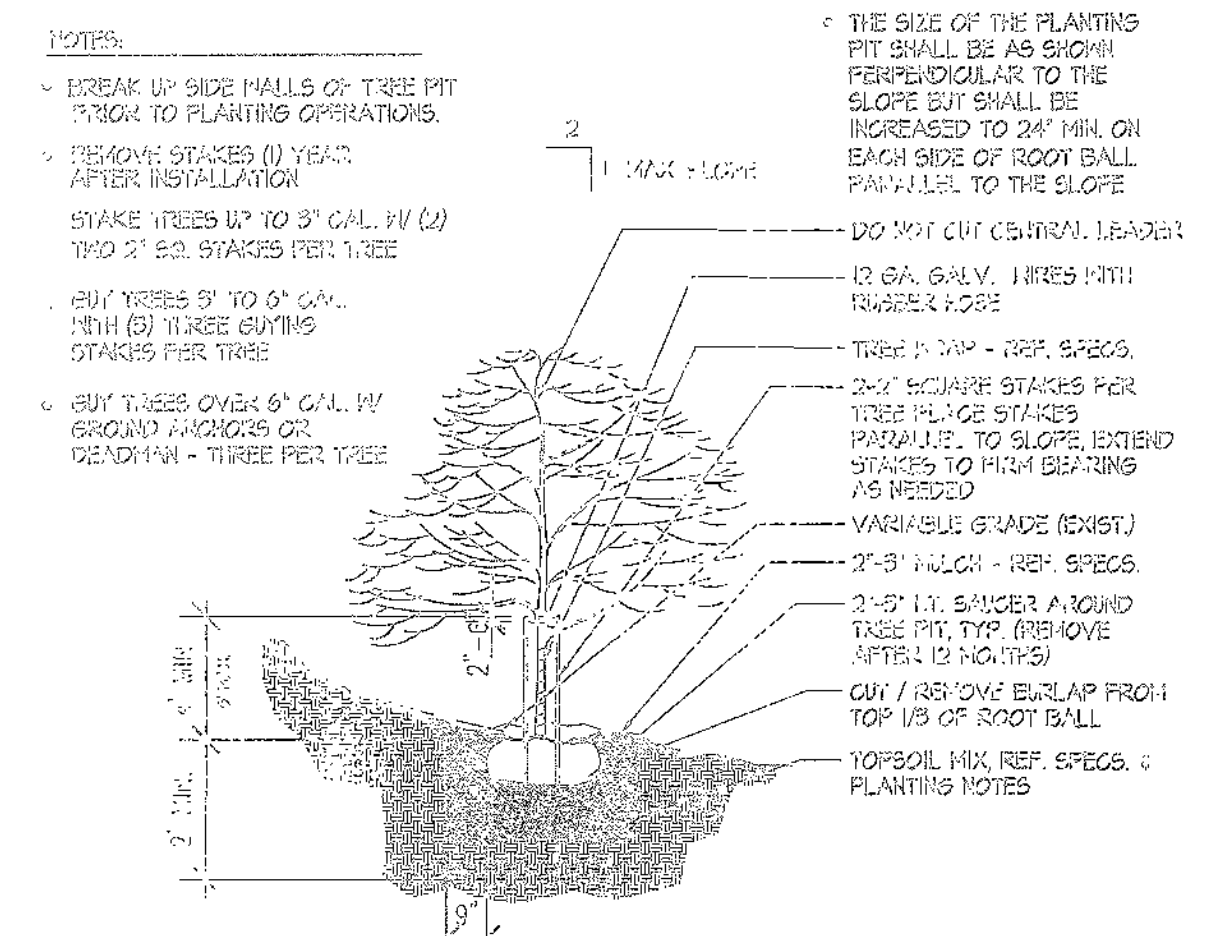 NOTES:
BREAK UP SIDE WALLS OF TREE PIT
PRIOR TO PLANTING OPERATIONS.
REMOVE STAKES (1) YEAR
AFTER INSTALLATION
STAKE TREES UP TO 3" CAL. W/ (2)
TWO 2" SQ. STAKES PER TREE
GUY TREES 3" TO 6" CAL.
WITH (3) THREE GUYING
STAKES PER TREE
GUY TREES OVER 6" CAL. W/
GROUND ANCHORS OR
DEADMAN - THREE PER TREE
2
1 MAX SLOPE
THE SIZE OF THE PLANTING
PIT SHALL BE AS SHOWN
PERPENDICULAR TO THE
SLOPE BUT SHALL BE
INCREASED TO 24" MIN. ON
EACH SIDE OF ROOT BALL
PARALLEL TO THE SLOPE
DO NOT CUT CENTRAL LEADER
12 GA. GALV. WIRES WITH
RUBBER HOSE
TREE WRAP - REF. SPECS.
2-2" SQUARE STAKES PER
TREE PLACE STAKES
PARALLEL TO SLOPE, EXTEND
STAKES TO FIRM BEARING
AS NEEDED
VARIABLE GRADE (EXIST.)
2"-3" MULCH - REF. SPECS.
SAUCER AROUND
TREE PIT, TYP. (REMOVE
AFTER 12 MONTHS)
CUT / REMOVE BURLAP FROM
TOP 1/3 OF ROOT BALL
TOPSOIL MIX, REF. SPECS. &
PLANTING NOTES
MIN
MAX
MIN.
9"